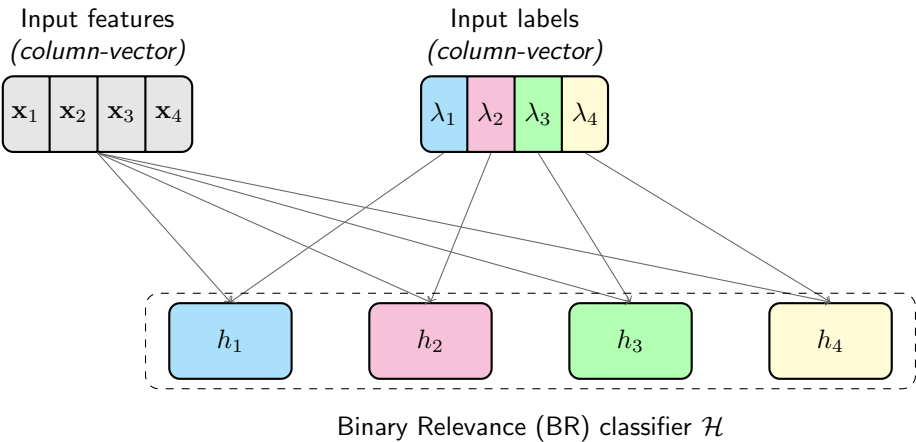 Input features
(column-vector)
Input labels
(column-vector)
x₁ x₂ x₃ x₄
λ₁ λ₂ λ₃ λ₄
h₁ h₂ h₃ h₄
Binary Relevance (BR) classifier ℋ